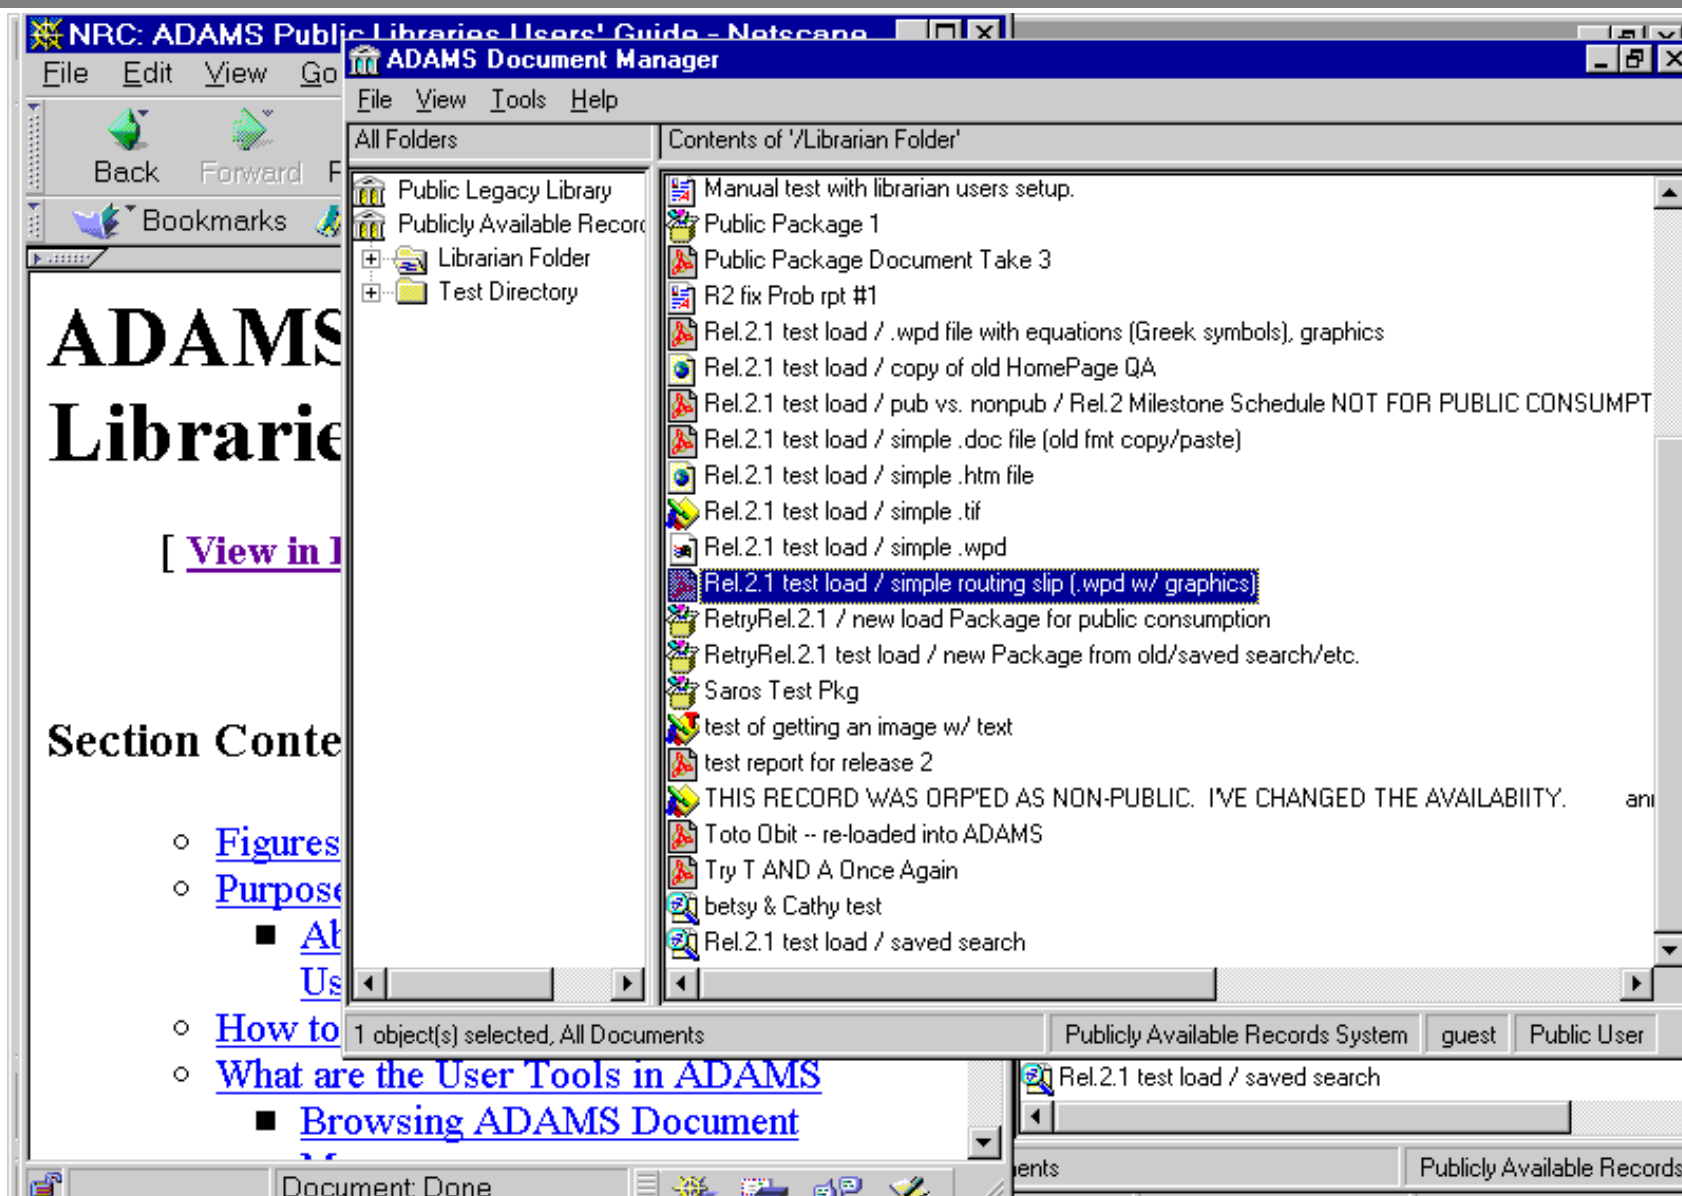 NRC: ADAMS Public Libraries Users' Guide - Netscape
File Edit View Go
Back Forward
Bookmarks
ADAMS
[ View in
Section
Figures
Purpose
How to
What are the User Tools in ADAMS
Browsing ADAMS Document
Document: Done
ADAMS Document Manager
File View Tools Help
All Folders
Contents of '/Librarian Folder'
Public Legacy Library
Publicly Available Record
Librarian Folder
Test Directory
Manual test with librarian users setup.
Public Package 1
Public Package Document Take 3
R2 fix Prob rpt #1
Rel.2.1 test load / .wpd file with equations (Greek symbols), graphics
Rel.2.1 test load / copy of old HomePage QA
Rel.2.1 test load / pub vs. nonpub / Rel.2 Milestone Schedule NOT FOR PUBLIC CONSUMPT
Rel.2.1 test load / simple .doc file (old fmt copy/paste)
Rel.2.1 test load / simple .htm file
Rel.2.1 test load / simple .tif
Rel.2.1 test load / simple .wpd
Rel.2.1 test load / simple routing slip (.wpd w/ graphics)
RetryRel.2.1 / new load Package for public consumption
RetryRel.2.1 test load / new Package from old/saved search/etc.
Saros Test Pkg
test of getting an image w/ text
test report for release 2
THIS RECORD WAS ORP'ED AS NON-PUBLIC. I'VE CHANGED THE AVAILABIITY.
Toto Obit -- re-loaded into ADAMS
Try T AND A Once Again
betsy & Cathy test
Rel.2.1 test load / saved search
1 object(s) selected, All Documents
Publicly Available Records System
guest
Public User
Rel.2.1 test load / saved search
ents
Publicly Available Records